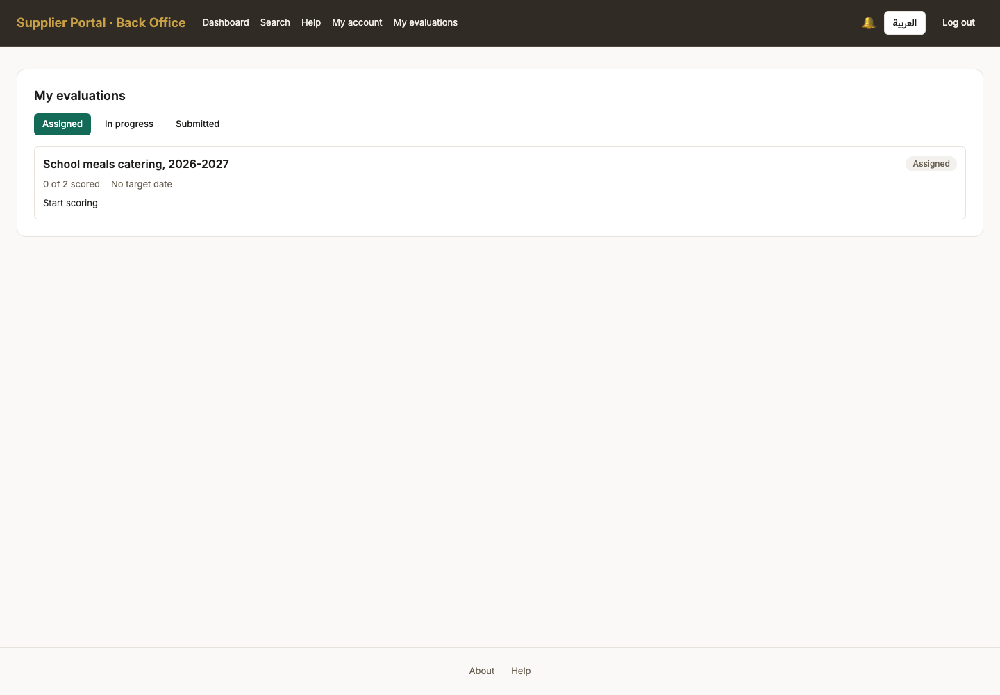 Supplier Portal · Back Office Dashboard Search Help My account My evaluations 🔔 العربية Log out
My evaluations
Assigned In progress Submitted
School meals catering, 2026-2027 Assigned
0 of 2 scored No target date
Start scoring
About Help